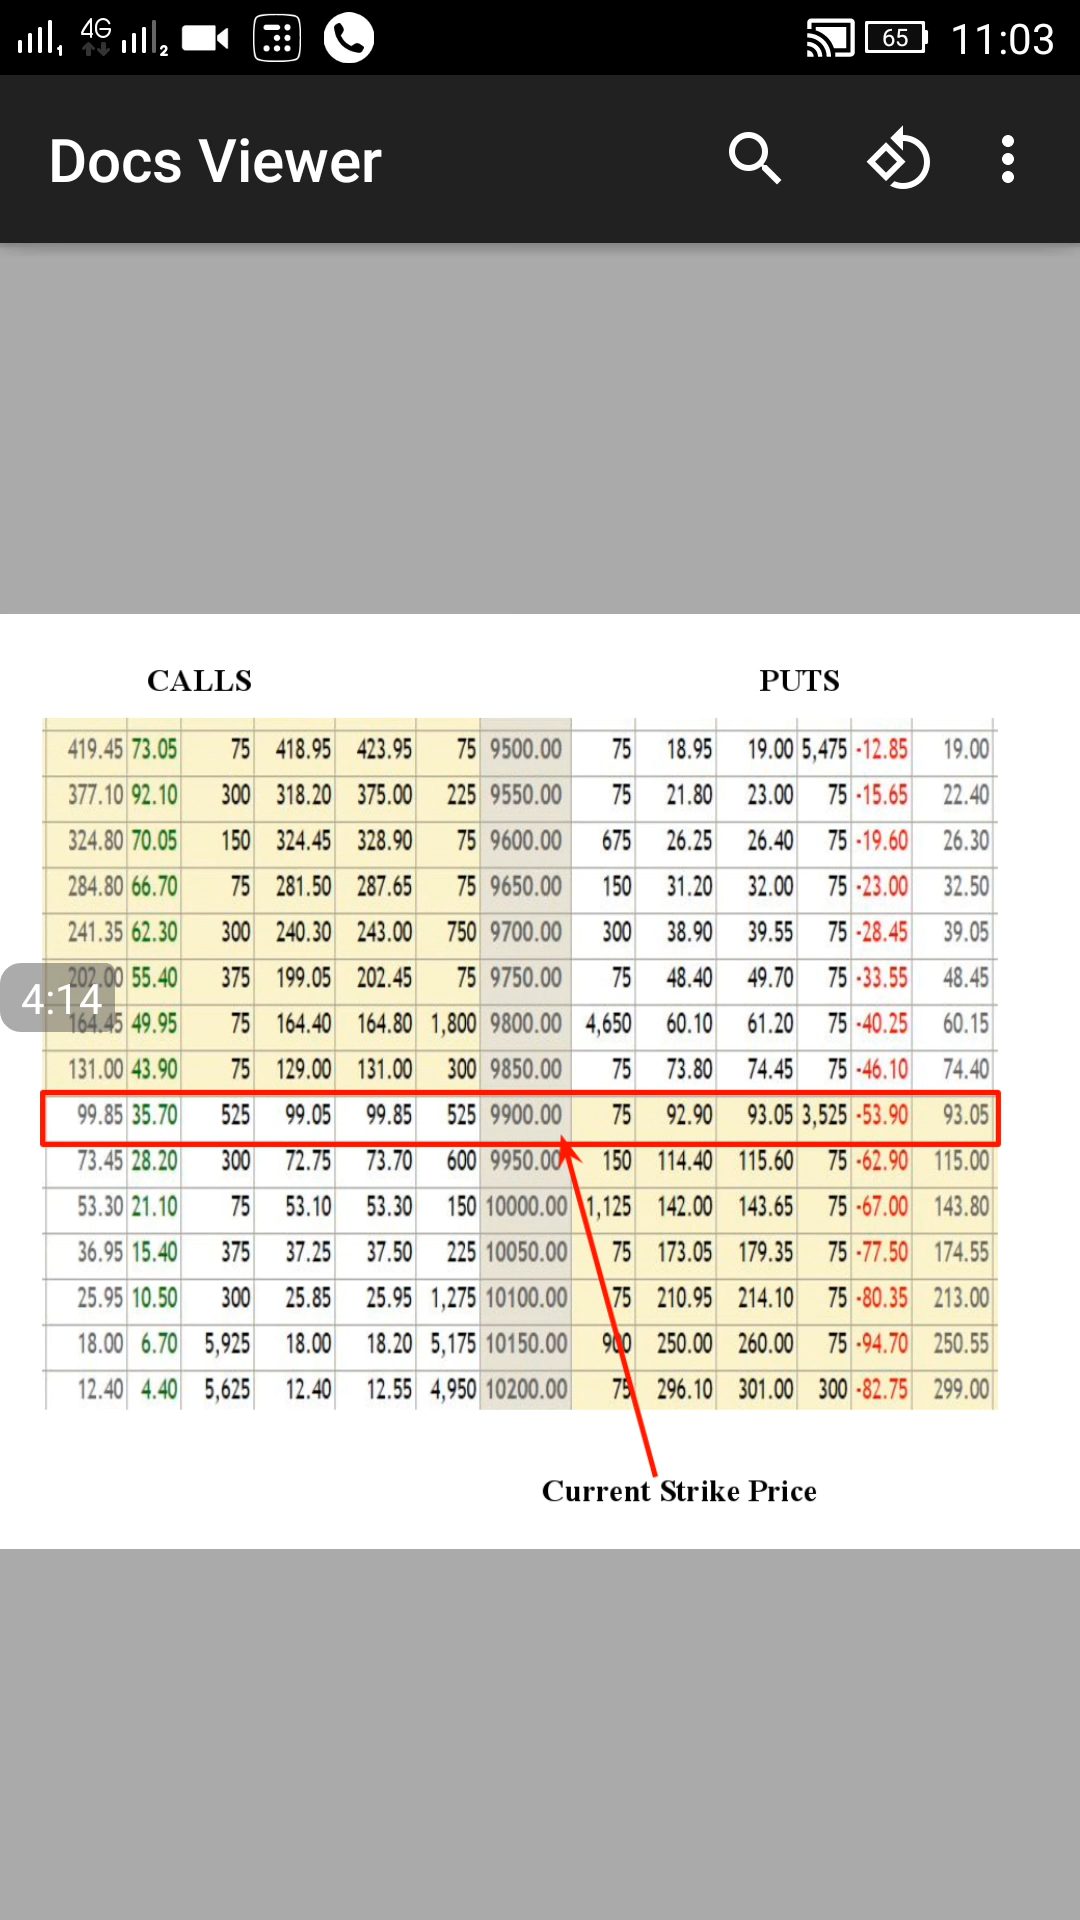 1 4G 2 65 11:03
Docs Viewer
CALLS PUTS
419.45 73.05 75 418.95 423.95 75 9500.00 75 18.95 19.00 5,475 -12.85 19.00
377.10 92.10 300 318.20 375.00 225 9550.00 75 21.80 23.00 75 -15.65 22.40
324.80 70.05 150 324.45 328.90 75 9600.00 675 26.25 26.40 75 -19.60 26.30
284.80 66.70 75 281.50 287.65 75 9650.00 150 31.20 32.00 75 -23.00 32.50
241.35 62.30 300 240.30 243.00 750 9700.00 300 38.90 39.55 75 -28.45 39.05
202.00 55.40 375 199.05 202.45 75 9750.00 75 48.40 49.70 75 -33.55 48.45
4:14
164.45 49.95 75 164.40 164.80 1,800 9800.00 4,650 60.10 61.20 75 -40.25 60.15
131.00 43.90 75 129.00 131.00 300 9850.00 75 73.80 74.45 75 -46.10 74.40
99.85 35.70 525 99.05 99.85 525 9900.00 75 92.90 93.05 3,525 -53.90 93.05
73.45 28.20 300 72.75 73.70 600 9950.00 150 114.40 115.60 75 -62.90 115.00
53.30 21.10 75 53.10 53.30 150 10000.00 1,125 142.00 143.65 75 -67.00 143.80
36.95 15.40 375 37.25 37.50 225 10050.00 75 173.05 179.35 75 -77.50 174.55
25.95 10.50 300 25.85 25.95 1,275 10100.00 75 210.95 214.10 75 -80.35 213.00
18.00 6.70 5,925 18.00 18.20 5,175 10150.00 900 250.00 260.00 75 -94.70 250.55
12.40 4.40 5,625 12.40 12.55 4,950 10200.00 75 296.10 301.00 300 -82.75 299.00
Current Strike Price